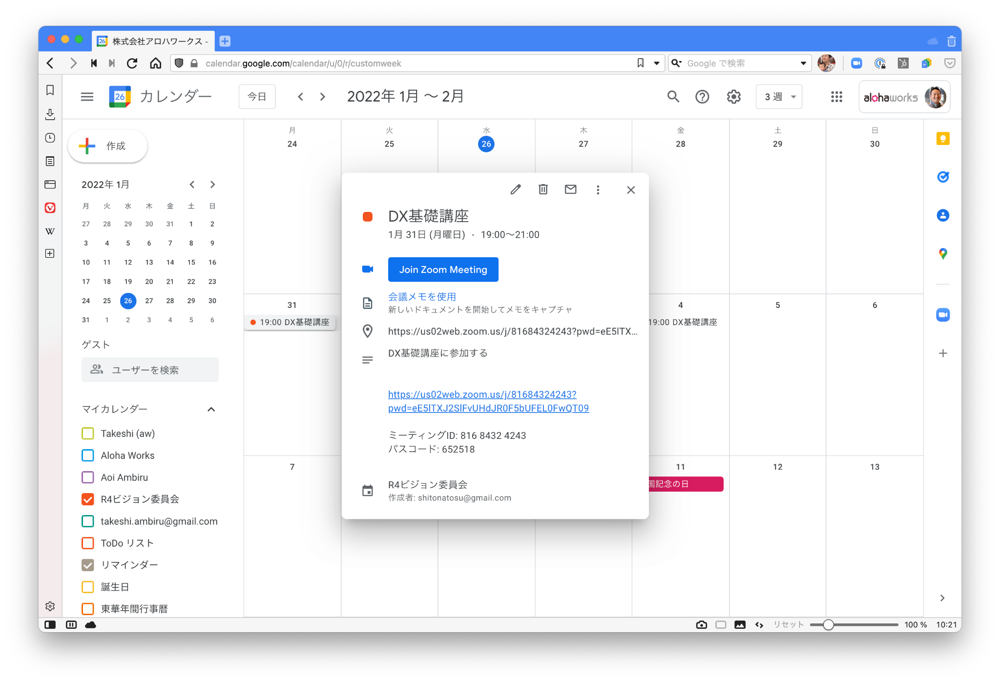 株式会社アロハワークス -
calendar.google.com/calendar/u/0/r/customweek
Google で検索
26
カレンダー
今日
2022年 1月 ～ 2月
3 週
alohaworks
作成
2022年 1月
月 火 水 木 金 土 日
27 28 29 30 31 1 2
3 4 5 6 7 8 9
10 11 12 13 14 15 16
17 18 19 20 21 22 23
24 25 26 27 28 29 30
31 1 2 3 4 5 6
ゲスト
ユーザーを検索
マイカレンダー
Takeshi (aw)
Aloha Works
Aoi Ambiru
R4ビジョン委員会
takeshi.ambiru@gmail.com
ToDo リスト
リマインダー
誕生日
東華年間行事暦
月 火 水 木 金 土 日
24 25 26 27 28 29 30
31 4 5 6
19:00 DX基礎講座
19:00 DX基礎講座
7 11 12 13
国記念の日
DX基礎講座
1月 31日 (月曜日) ・ 19:00～21:00
Join Zoom Meeting
会議メモを使用
新しいドキュメントを開始してメモをキャプチャ
https://us02web.zoom.us/j/81684324243?pwd=eE5lTX...
DX基礎講座に参加する
https://us02web.zoom.us/j/81684324243?
pwd=eE5lTXJ2SlFvUHdJR0F5bUFEL0FwQT09
ミーティングID: 816 8432 4243
パスコード: 652518
R4ビジョン委員会
作成者: shitonatosu@gmail.com
リセット
100 %
10:21